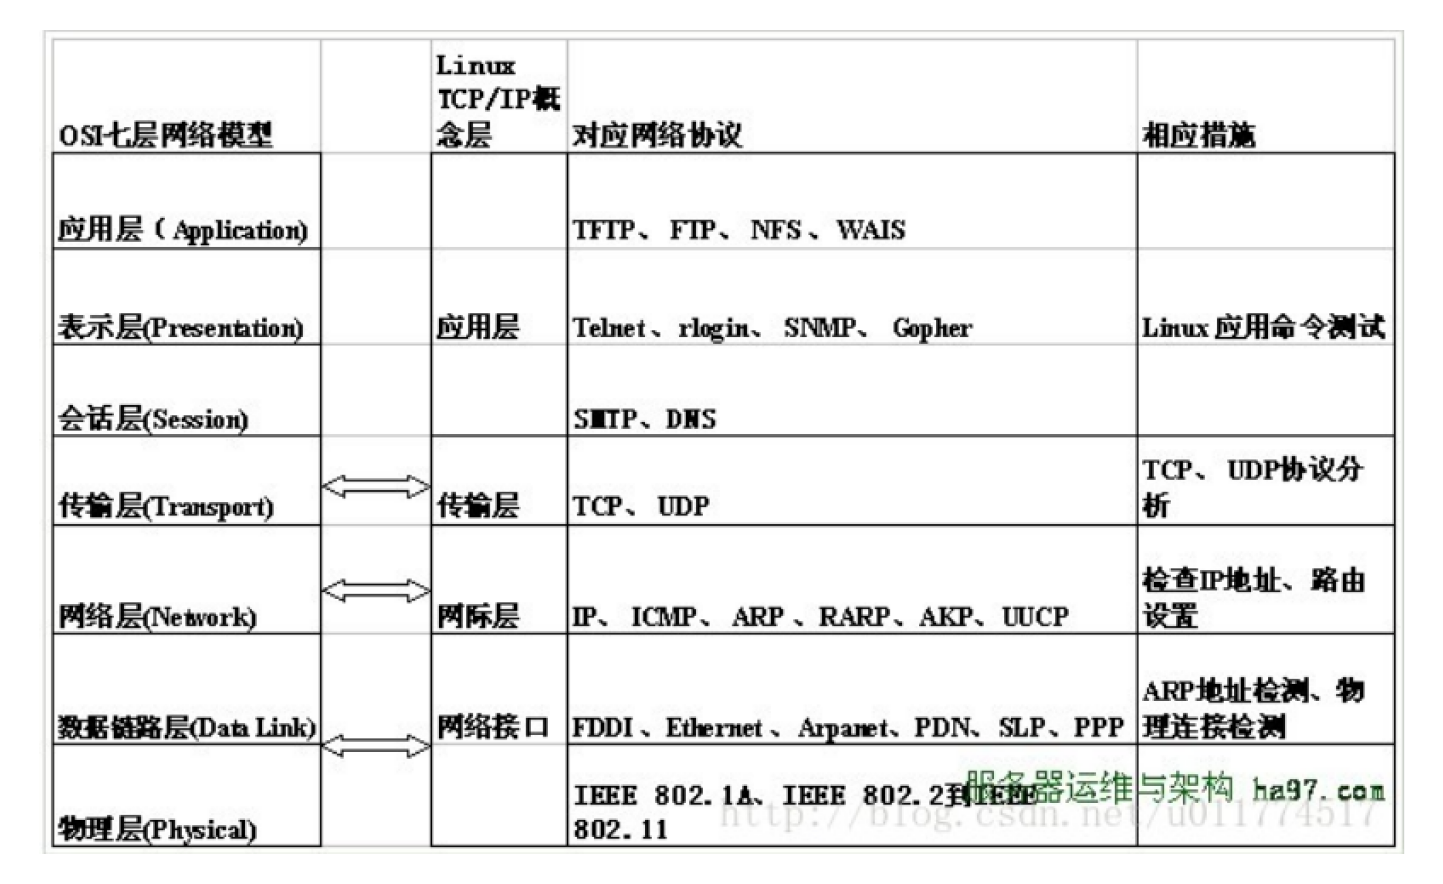 OSI七层网络模型
Linux
TCP/IP概
念层
对应网络协议
相应措施
应用层（Application)
TFTP、 FTP、 NFS、 WAIS
表示层(Presentation)
应用层
Telnet、 rlogin、 SNMP、 Gopher
Linux 应用命令测试
会话层(Session)
SMTP、DNS
传输层(Transport)
传输层
TCP、 UDP
TCP、 UDP协议分
析
网络层(Network)
网际层
IP、 ICMP、 ARP、 RARP、 AKP、 UUCP
检查IP地址、路由
设置
数据链路层(Data Link)
网络接口
FDDI、 Ethernet、 Arpanet、 PDN、 SLP、 PPP
ARP地址检测、物
理连接检测
物理层(Physical)
IEEE 802.1A、 IEEE 802.2到IEEE
802.11
服务器运维与架构 ha97.com
http://blog.csdn.net/u011774517